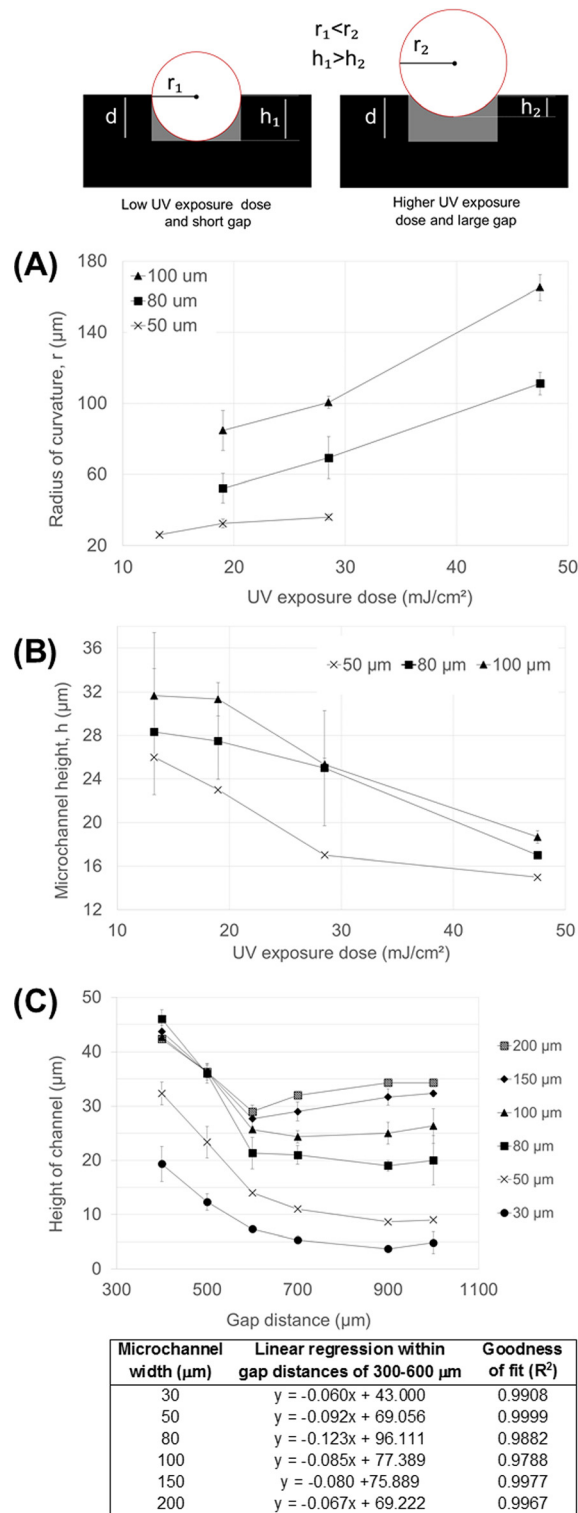 r₁<r₂
h₁>h₂
r₁
d
h₁
r₂
d
h₂
Low UV exposure dose
and short gap
Higher UV exposure
dose and large gap
(A)
180
140
100
60
20
10
20
30
40
50
Radius of curvature, r (µm)
UV exposure dose (mJ/cm²)
100 um
80 um
50 um
(B)
36
32
28
24
20
16
12
10
20
30
40
50
Microchannel height, h (µm)
UV exposure dose (mJ/cm²)
50 µm
80 µm
100 µm
(C)
50
40
30
20
10
0
300
500
700
900
1100
Height of channel (µm)
Gap distance (µm)
200 µm
150 µm
100 µm
80 µm
50 µm
30 µm
Microchannel width (µm) Linear regression within gap distances of 300-600 µm Goodness of fit (R²)
30 y = -0.060x + 43.000 0.9908
50 y = -0.092x + 69.056 0.9999
80 y = -0.123x + 96.111 0.9882
100 y = -0.085x + 77.389 0.9788
150 y = -0.080 +75.889 0.9977
200 y = -0.067x + 69.222 0.9967